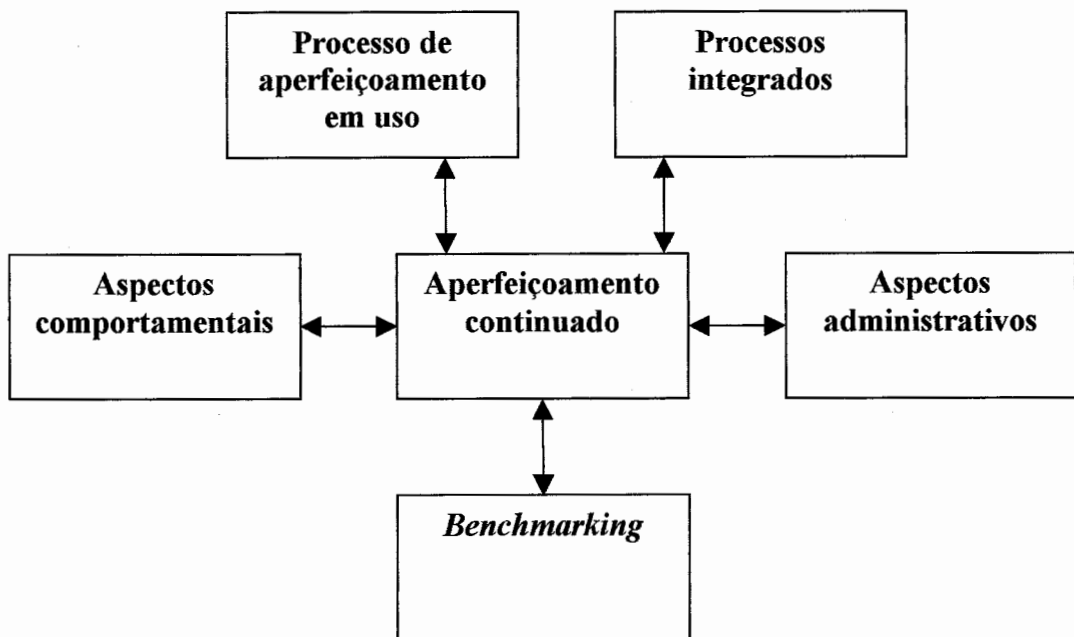 Processo de
aperfeiçoamento
em uso
Processos
integrados
Aspectos
comportamentais
Aperfeiçoamento
continuado
Aspectos
administrativos
Benchmarking